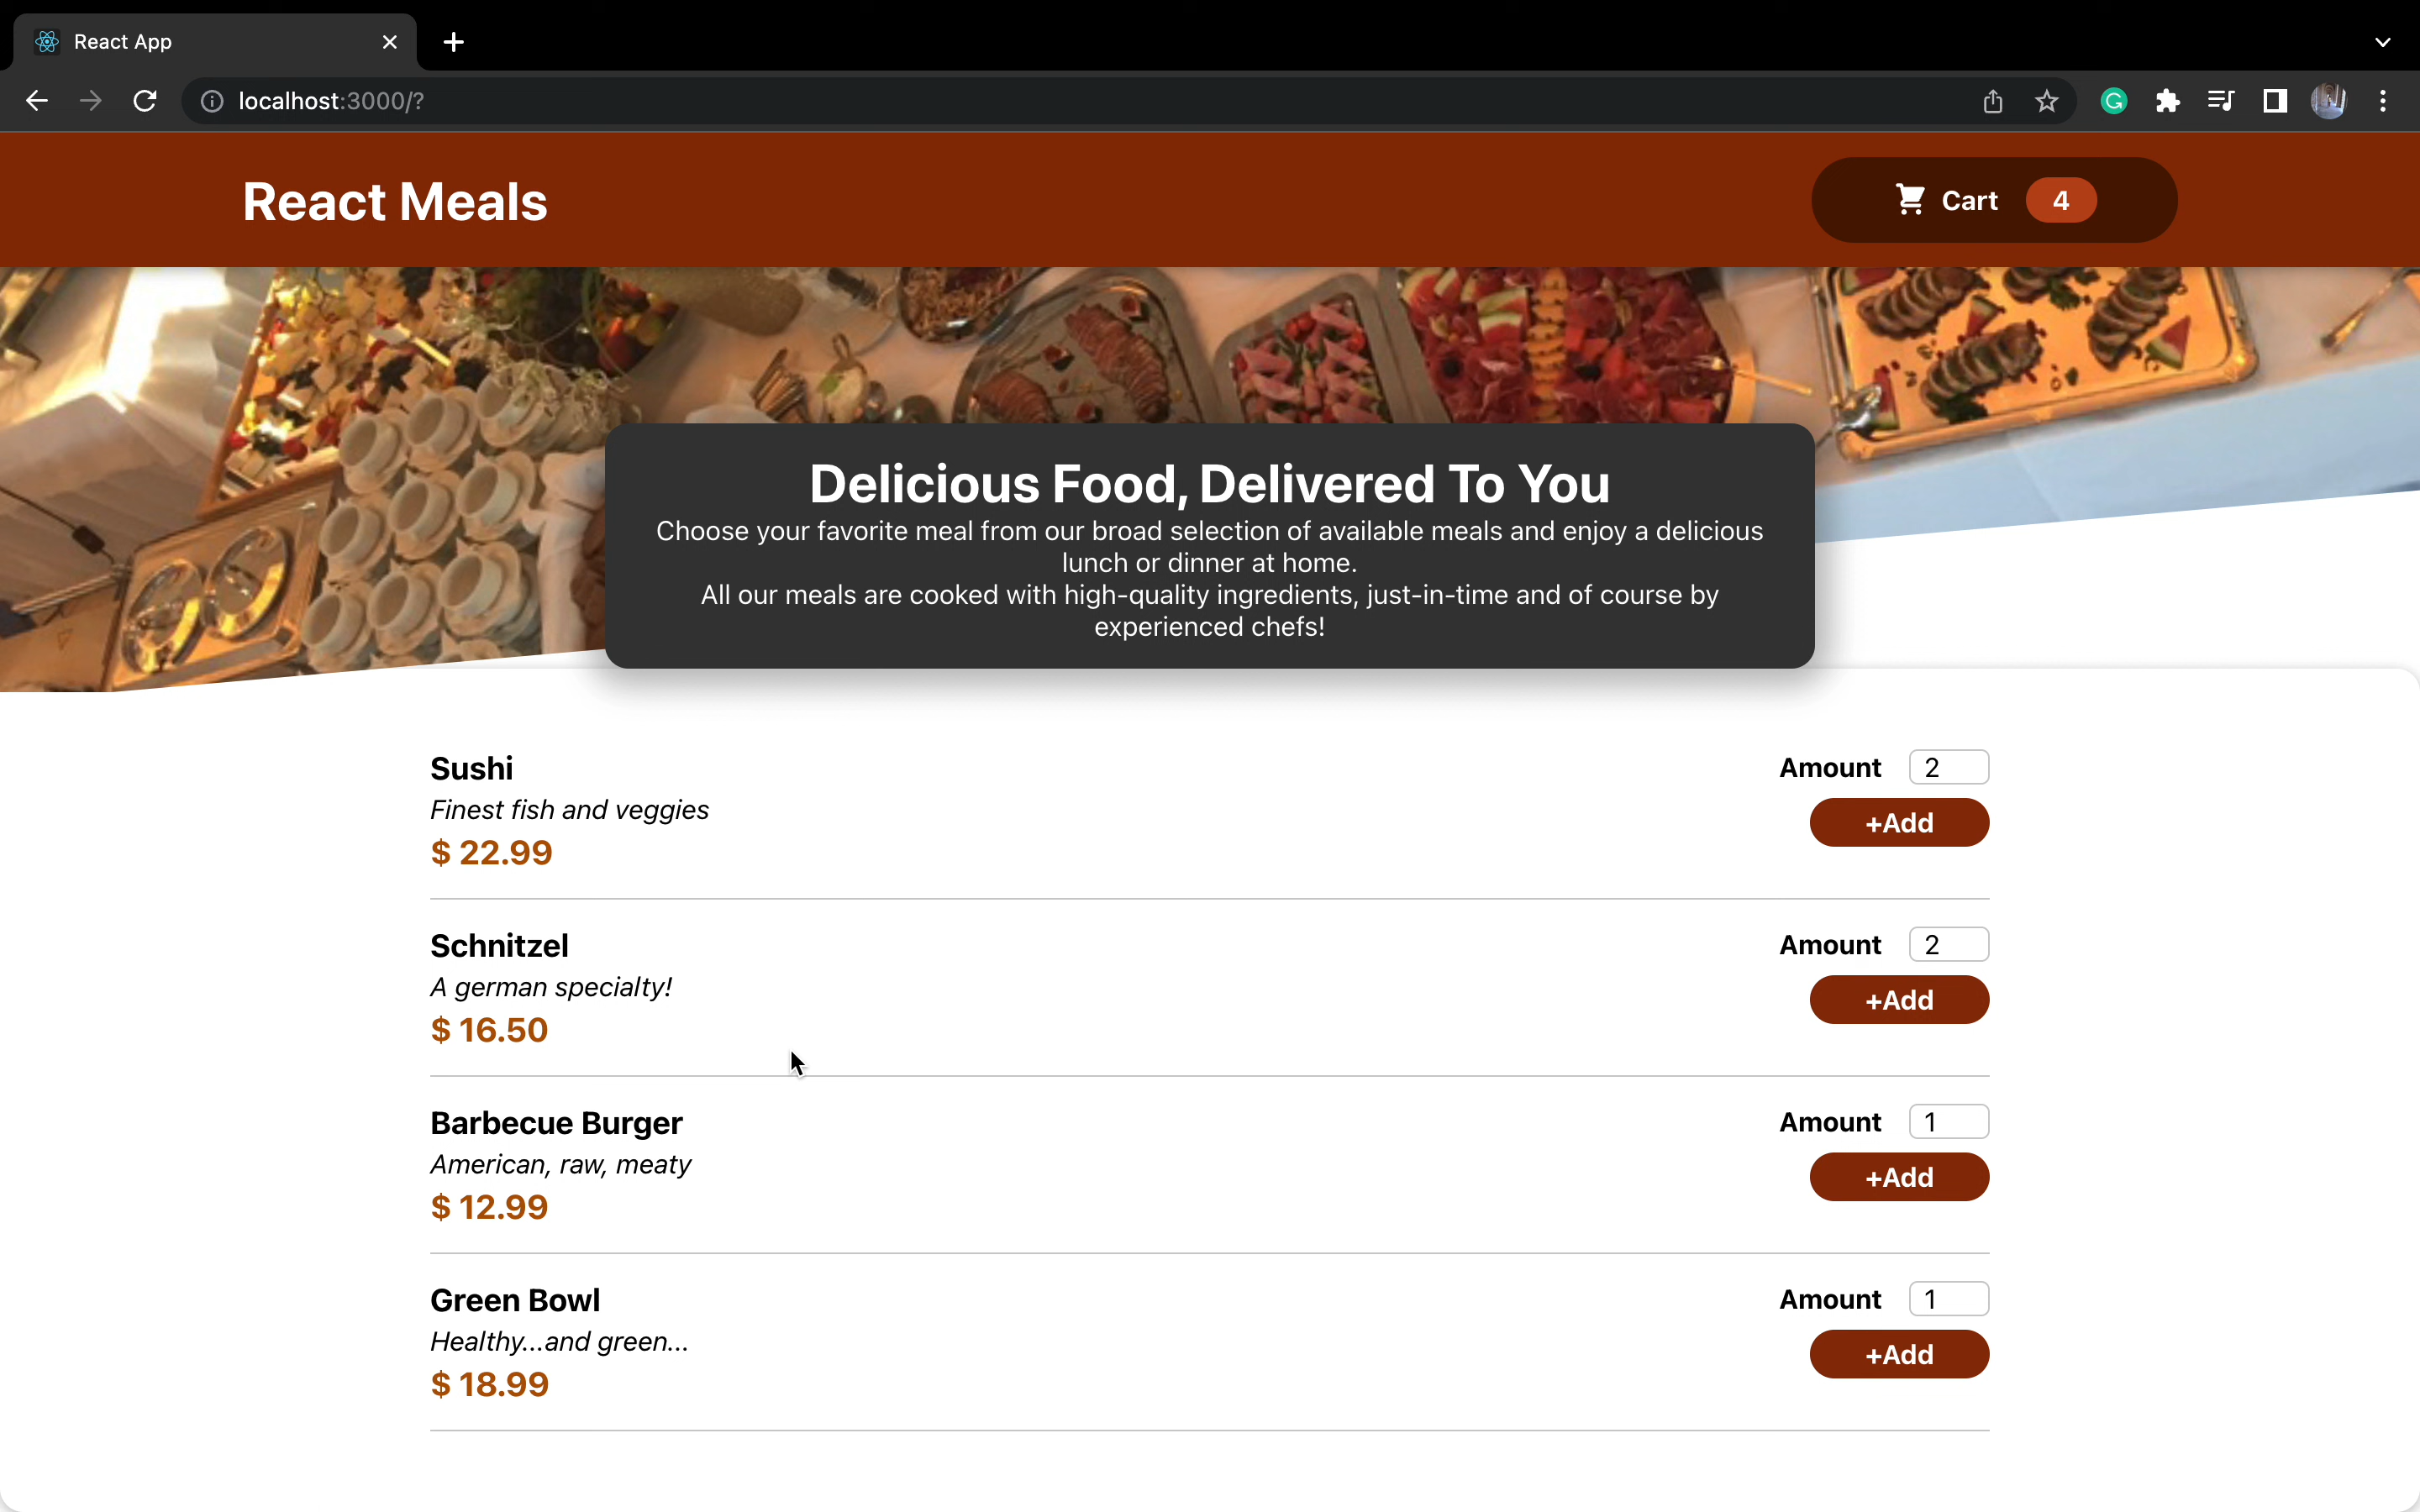 React App
localhost:3000/?
React Meals
Cart 4
Delicious Food, Delivered To You
Choose your favorite meal from our broad selection of available meals and enjoy a delicious
lunch or dinner at home.
All our meals are cooked with high-quality ingredients, just-in-time and of course by
experienced chefs!
Sushi
Finest fish and veggies
$ 22.99
Amount 2
+Add
Schnitzel
A german specialty!
$ 16.50
Amount 2
+Add
Barbecue Burger
American, raw, meaty
$ 12.99
Amount 1
+Add
Green Bowl
Healthy...and green...
$ 18.99
Amount 1
+Add